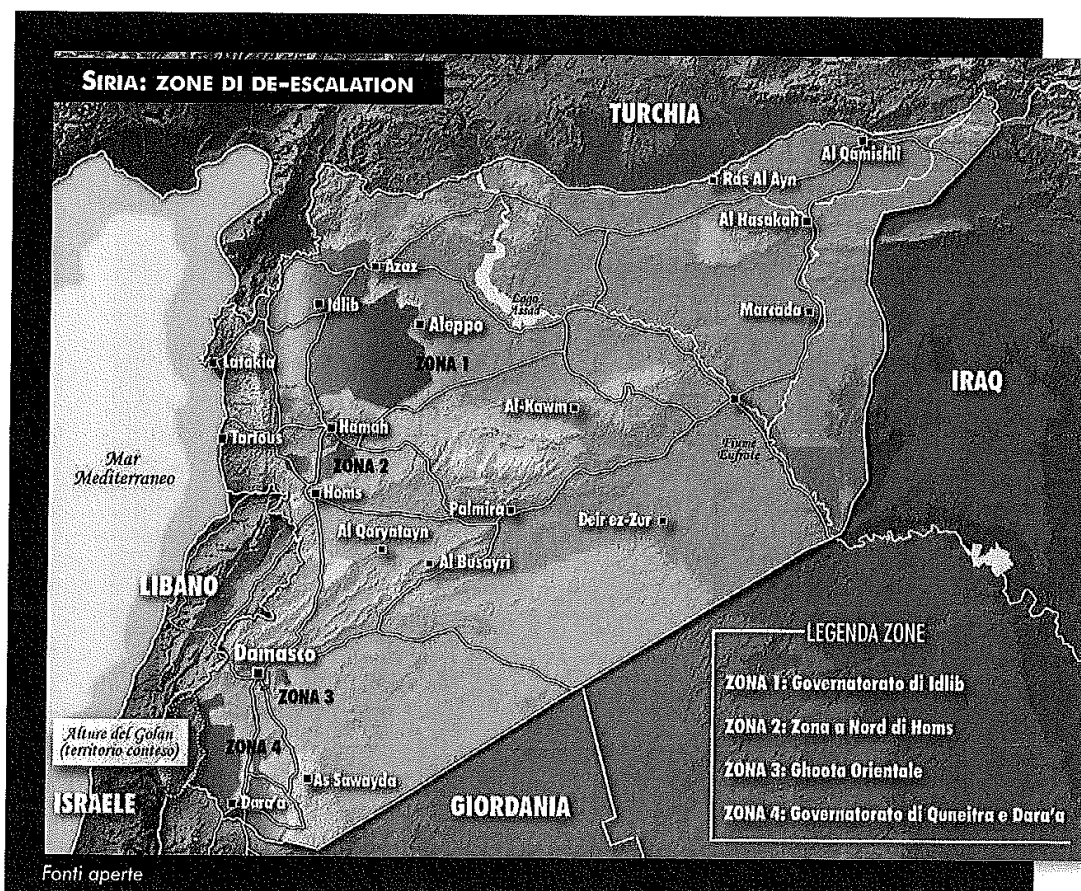 SIRIA: ZONE DI DE-ESCALATION
TURCHIA
Al Qamishli
Ras Al Ayn
Al Hasakah
Azaz
Idlib
Lago
Assad
Aleppo
Marcada
Latakia
ZONA 1
IRAQ
Al-Kawm
Hamah
Tartous
Fiume
Eufrate
Mar
Mediterraneo
ZONA 2
Homs
Palmira
Deir ez-Zur
Al Qaryatayn
Al Busayri
LIBANO
Damasco
ZONA 3
Alture del Golan
(territorio conteso)
ZONA 4
As Sawayda
ISRAELE
Dara'a
GIORDANIA
LEGENDA ZONE
ZONA 1: Governatorato di Idlib
ZONA 2: Zona a Nord di Homs
ZONA 3: Ghoota Orientale
ZONA 4: Governatorato di Quneitra e Dara'a
Fonti aperte